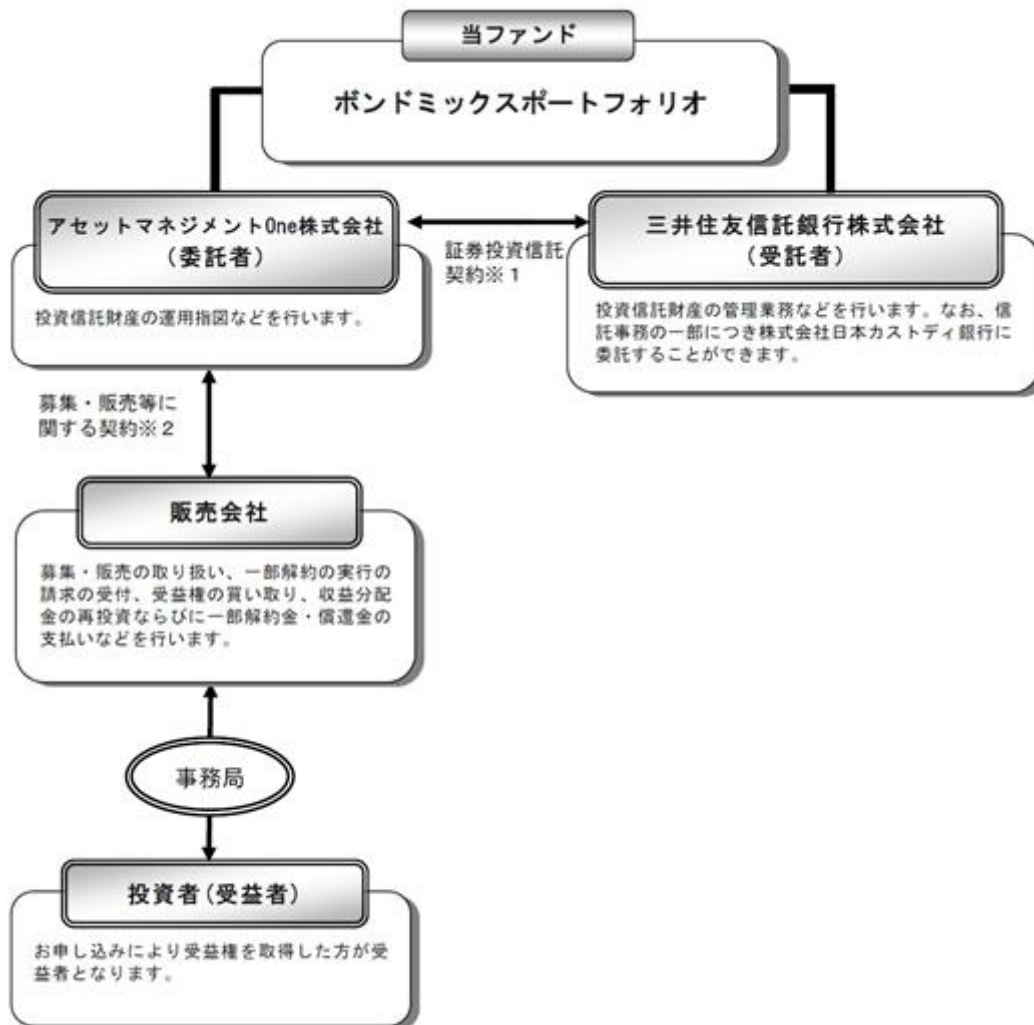 当ファンド
ボンドミックスポートフォリオ
アセットマネジメントOne株式会社
(委託者)
投資信託財産の運用指図などを行います。
証券投資信託
契約※1
三井住友信託銀行株式会社
(受託者)
投資信託財産の管理業務などを行います。なお、信
託事務の一部につき株式会社日本カストディ銀行に
委託することができます。
募集・販売等に
関する契約※2
販売会社
募集・販売の取り扱い、一部解約の実行の
請求の受付、受益権の買い取り、収益分配
金の再投資ならびに一部解約金・償還金の
支払いなどを行います。
事務局
投資者(受益者)
お申し込みにより受益権を取得した方が受
益者となります。